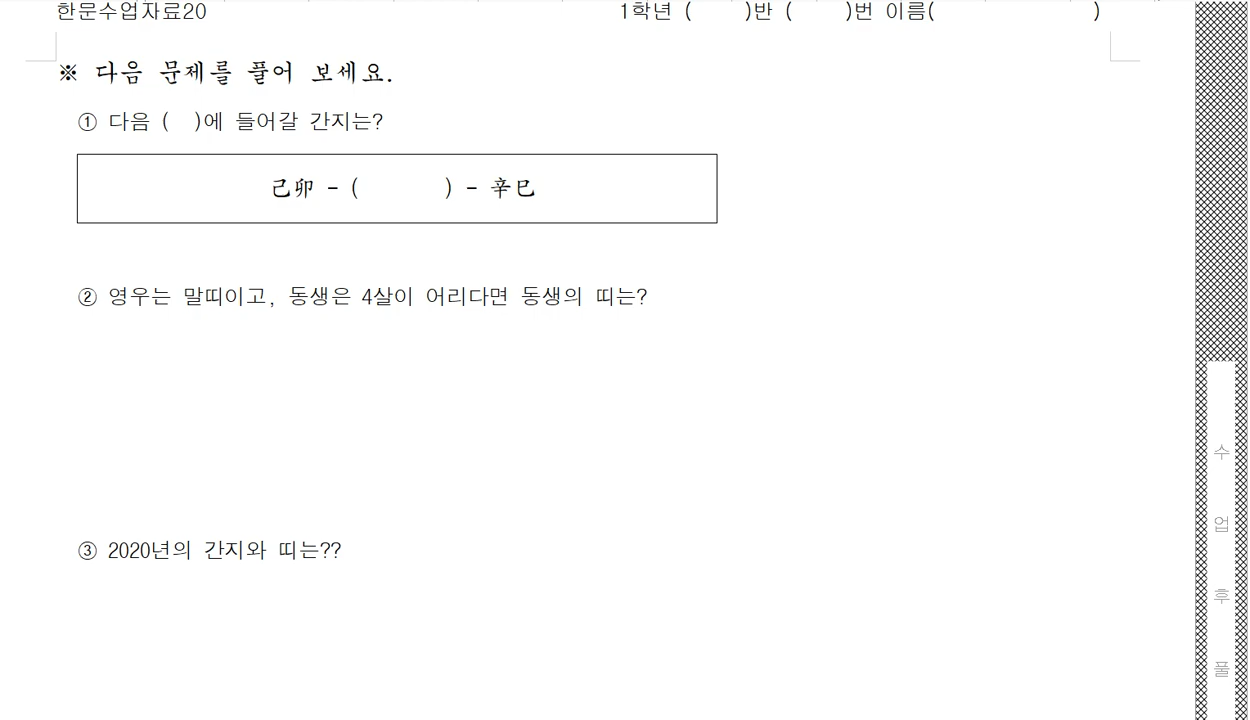 한문수업자료20 1학년 ( )반 ( )번 이름( )
※ 다음 문제를 풀어 보세요.
① 다음 ( )에 들어갈 간지는?
己卯 - ( ) - 辛巳
② 영우는 말띠이고, 동생은 4살이 어리다면 동생의 띠는?
③ 2020년의 간지와 띠는??
수
업
후
풀